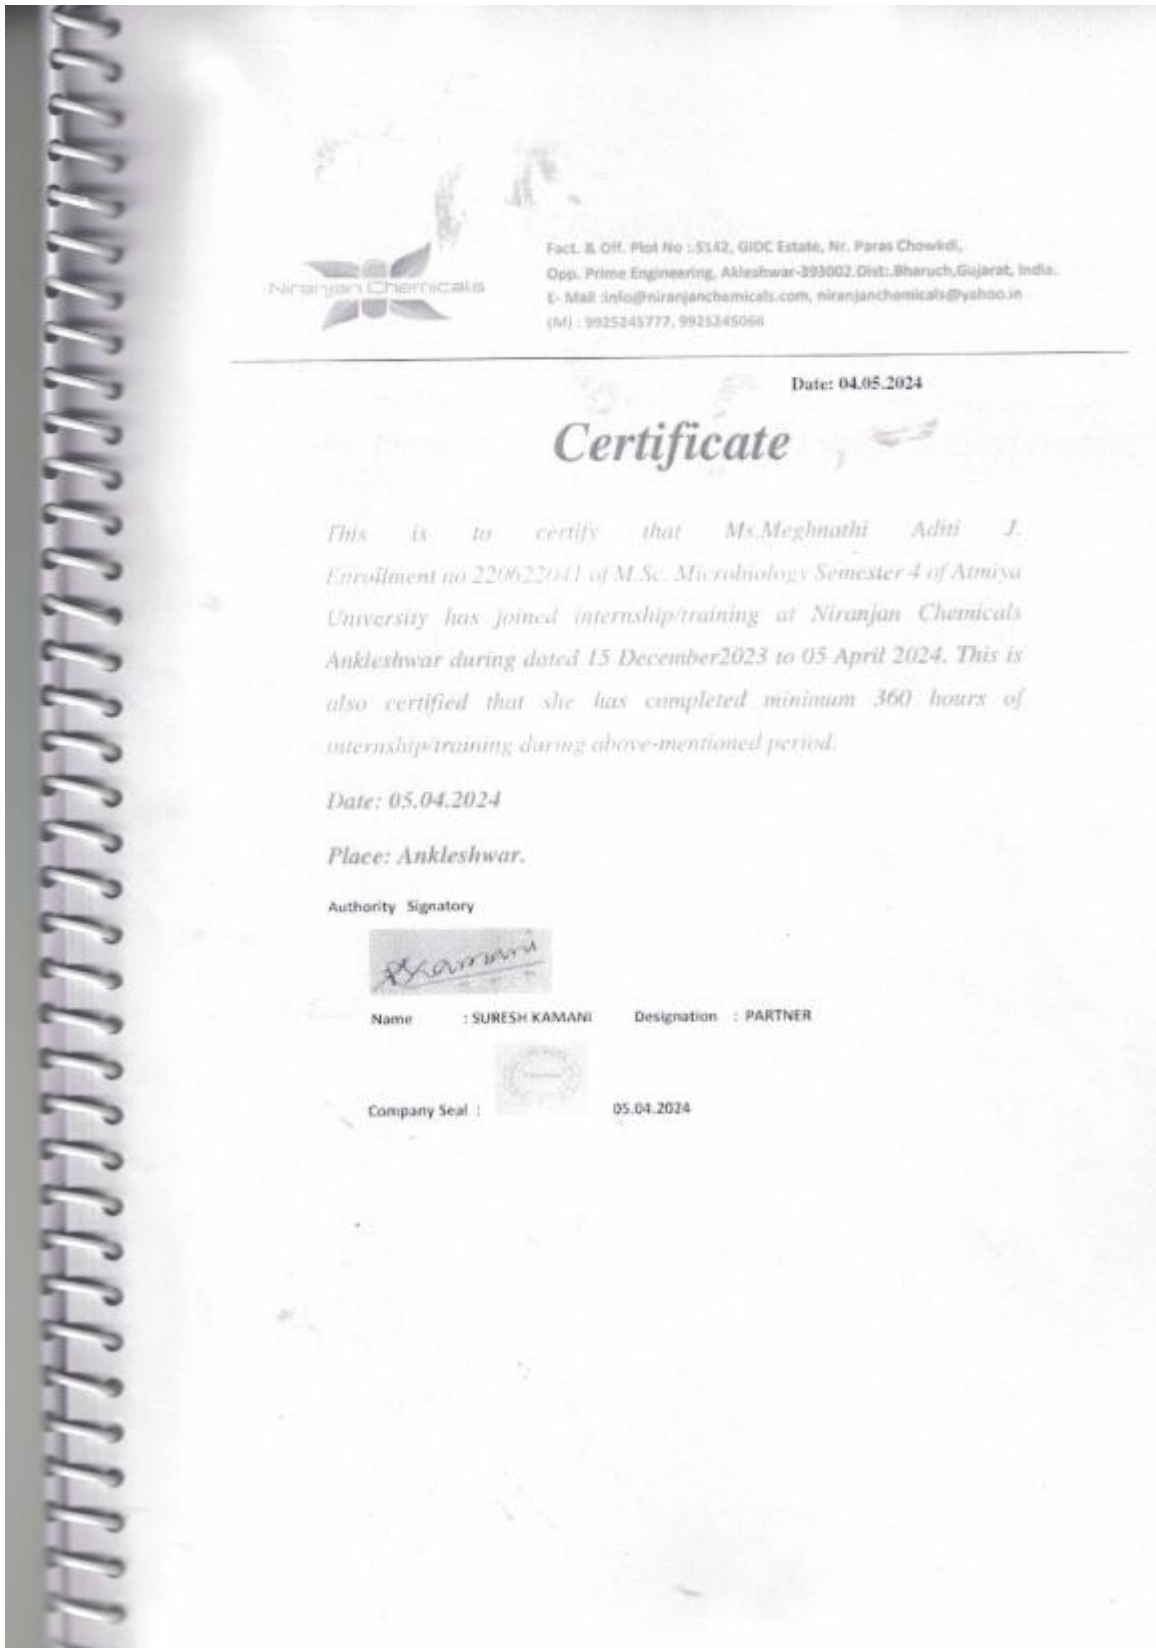 Niranjan Chemicals
Fact. & Off. Plot No :.5142, GIDC Estate, Nr. Paras Chowkdi,
Opp. Prime Engineering, Akleshwar-393002.Dist:.Bharuch,Gujarat, India.
E- Mail :info@niranjanchemicals.com, niranjanchemicals@yahoo.in
(M) : 9925245777, 9925245066
Date: 04.05.2024
Certificate
This is to certify that Ms.Meghnathi Aditi J.
Enrollment no 220622041 of M.Sc. Microbiology Semester 4 of Atmiya
University has joined internship/training at Niranjan Chemicals
Ankleshwar during dated 15 December2023 to 05 April 2024. This is
also certified that she has completed minimum 360 hours of
internship/training during above-mentioned period.
Date: 05.04.2024
Place: Ankleshwar.
Authority Signatory
Name : SURESH KAMANI Designation : PARTNER
Company Seal : 05.04.2024